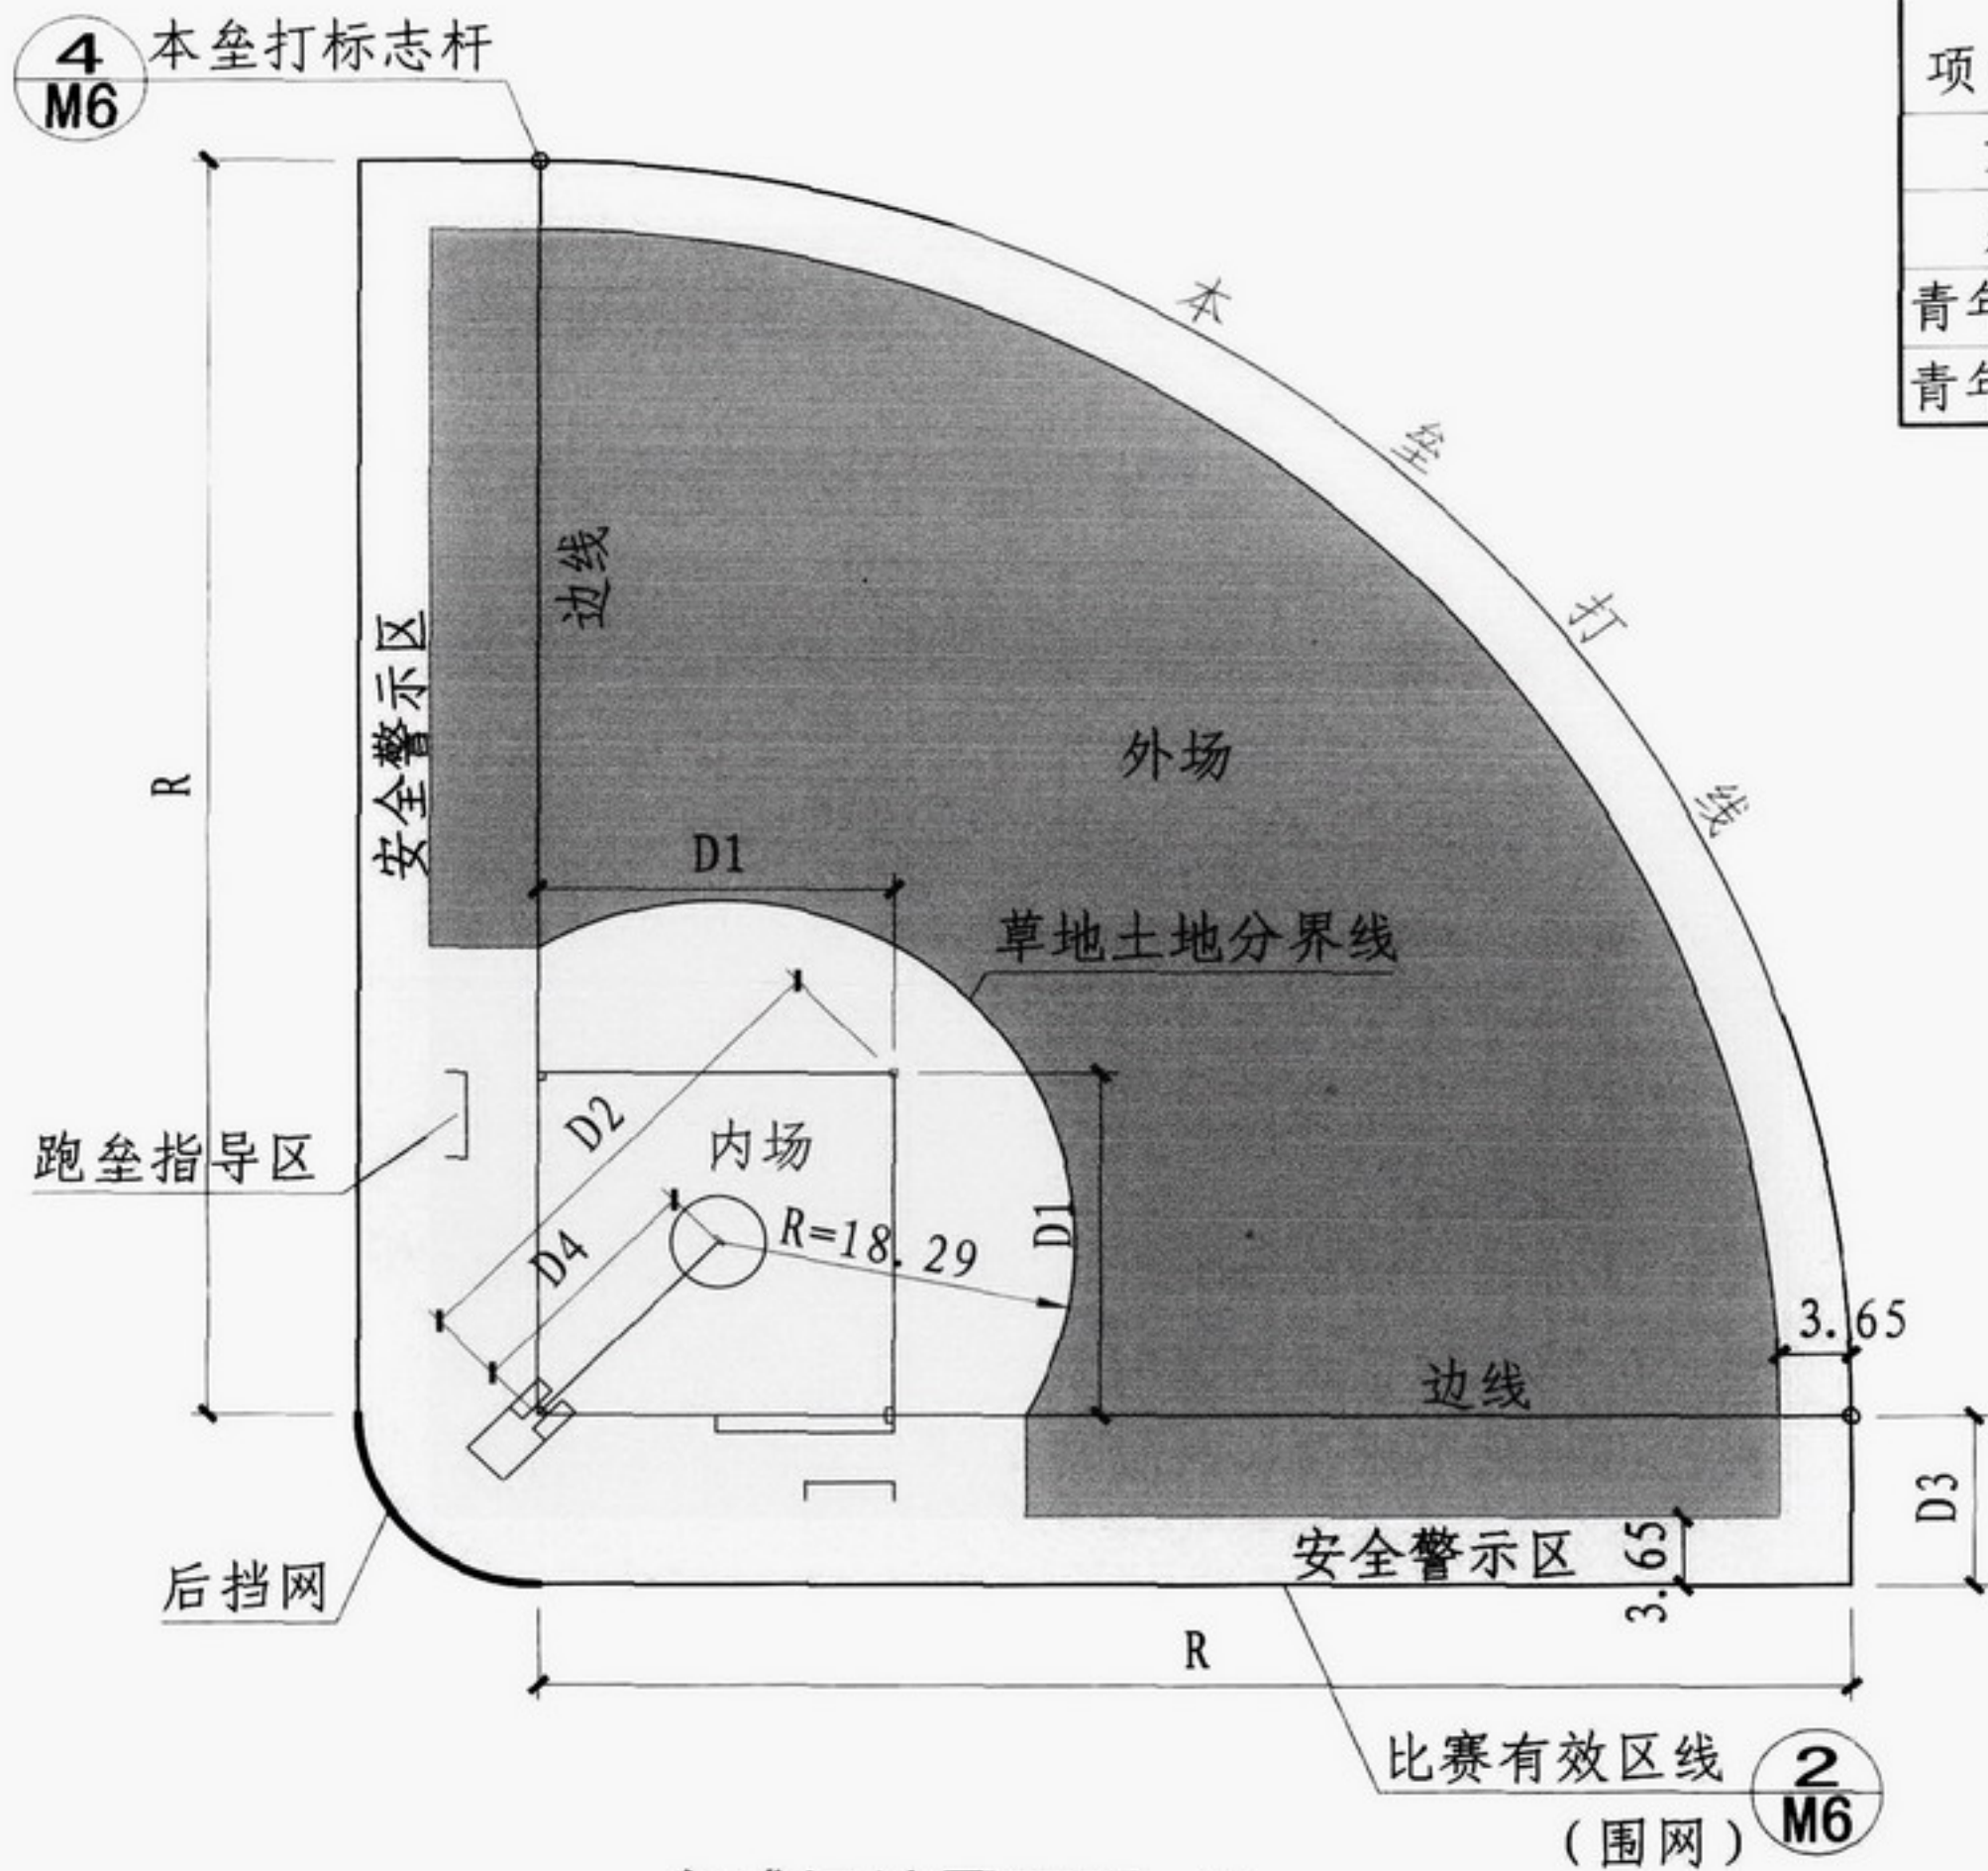 4
M6
本垒打标志杆
项
青年
青年
本垒打线
边线
安全警示区
R
外场
D1
草地土地分界线
D2
内场
跑垒指导区
D4
R=18.29
D1
3.65
边线
D3
安全警示区
3.65
后挡网
R
比赛有效区线
(围网)
2
M6